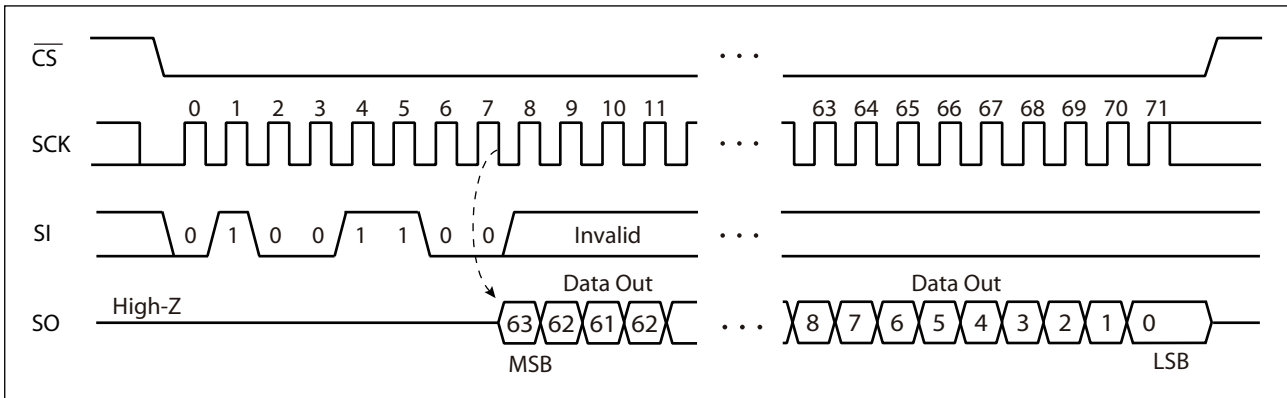 CS
. . .
0 1 2 3 4 5 6 7 8 9 10 11 63 64 65 66 67 68 69 70 71
SCK
. . .
SI 0 1 0 0 1 1 0 0 Invalid . . .
Data Out Data Out
High-Z
SO 63 62 61 62 . . . 8 7 6 5 4 3 2 1 0
MSB LSB